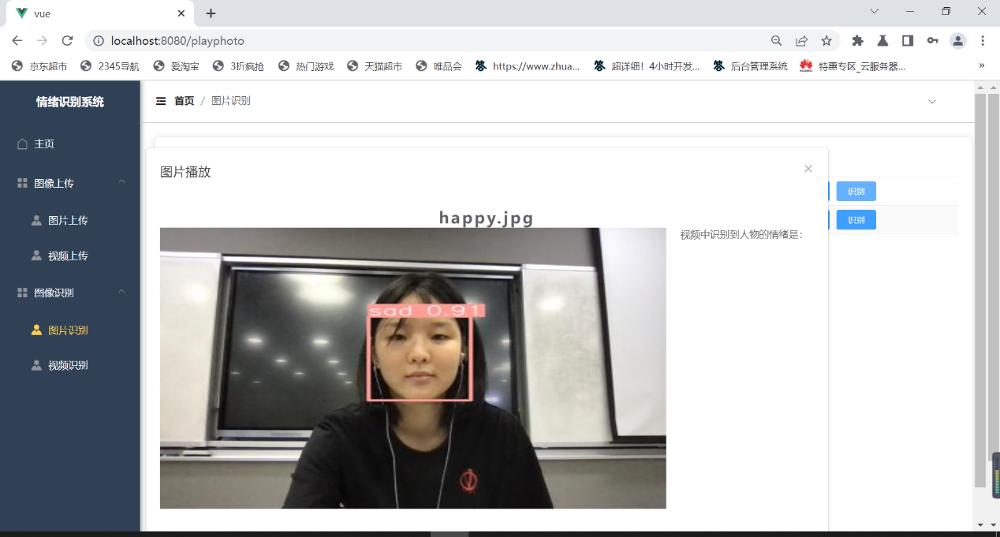 vue
localhost:8080/playphoto
京东超市
2345导航
爱淘宝
3折疯抢
热门游戏
天猫超市
唯品会
https://www.zhua...
超详细！4小时开发...
后台管理系统
特惠专区_云服务器...
»
情绪识别系统
首页 / 图片识别
主页
图像上传
图片上传
视频上传
图像识别
图片识别
视频识别
图片播放
识别
识别
happy.jpg
视频中识别到人物的情绪是：
sad 0.91